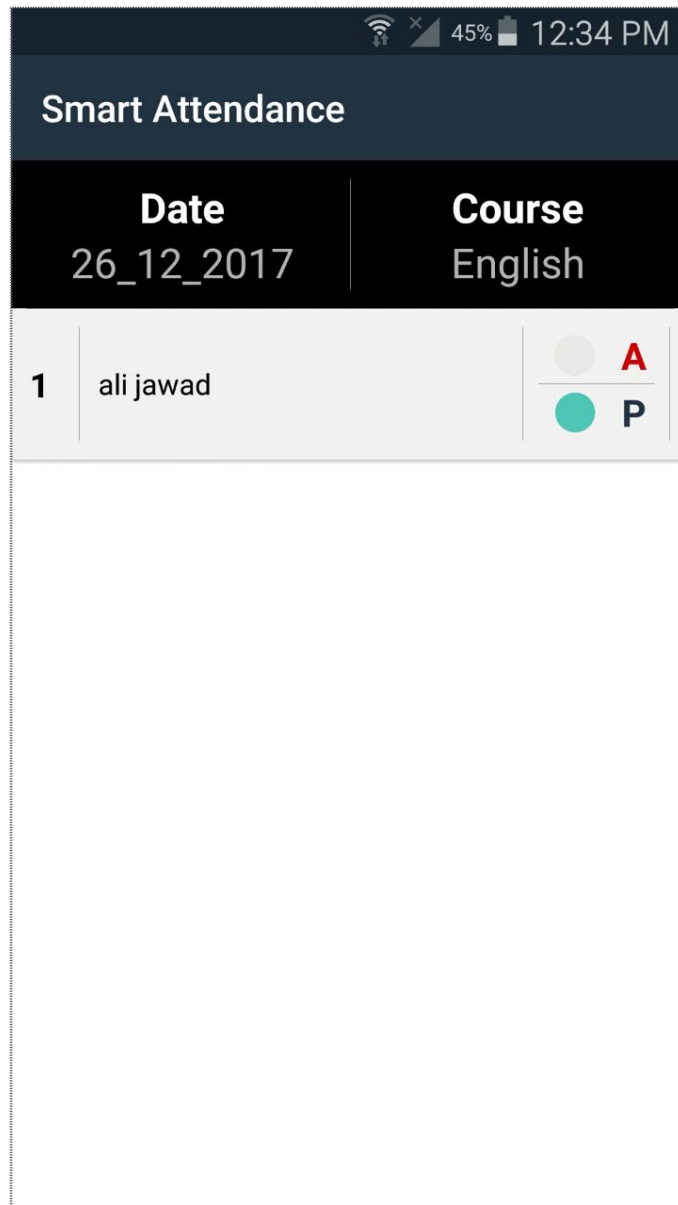 45% 12:34 PM
Smart Attendance
Date Course
26_12_2017 English
A
1 ali jawad
P